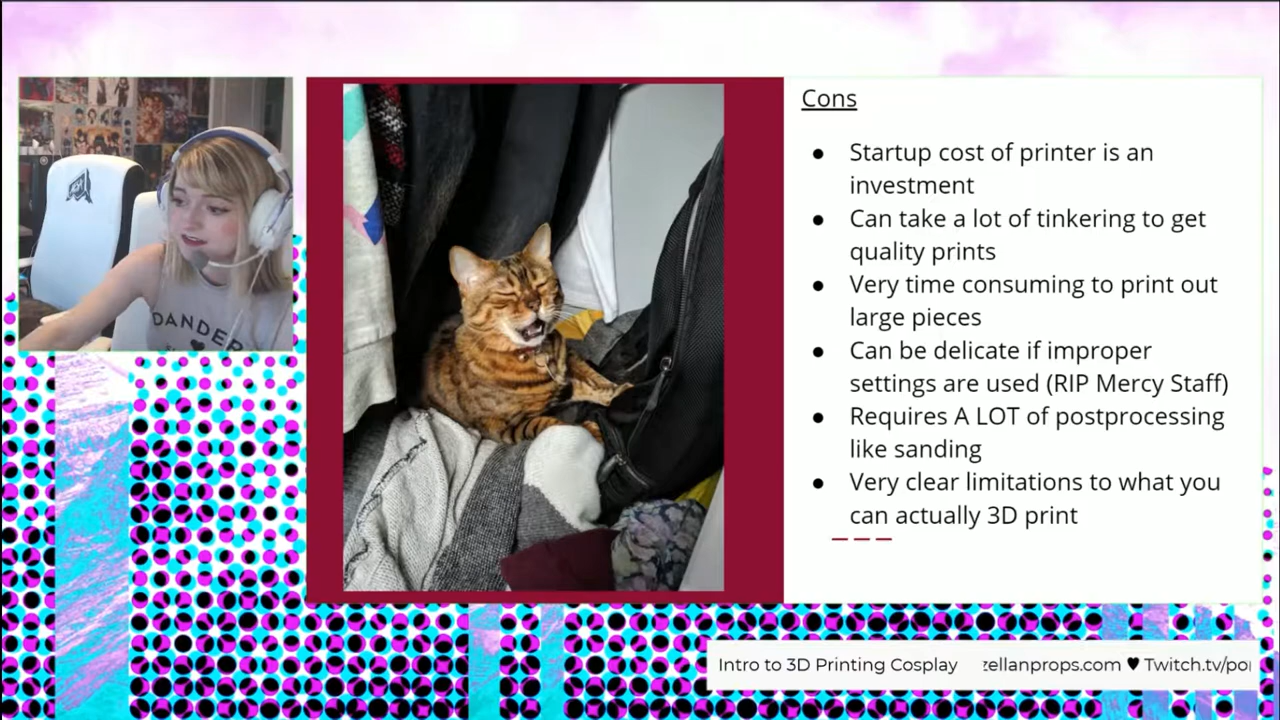 Cons
● Startup cost of printer is an
investment
● Can take a lot of tinkering to get
quality prints
● Very time consuming to print out
large pieces
● Can be delicate if improper
settings are used (RIP Mercy Staff)
● Requires A LOT of postprocessing
like sanding
● Very clear limitations to what you
can actually 3D print
DANDER
Intro to 3D Printing Cosplay zellanprops.com ♥ Twitch.tv/po